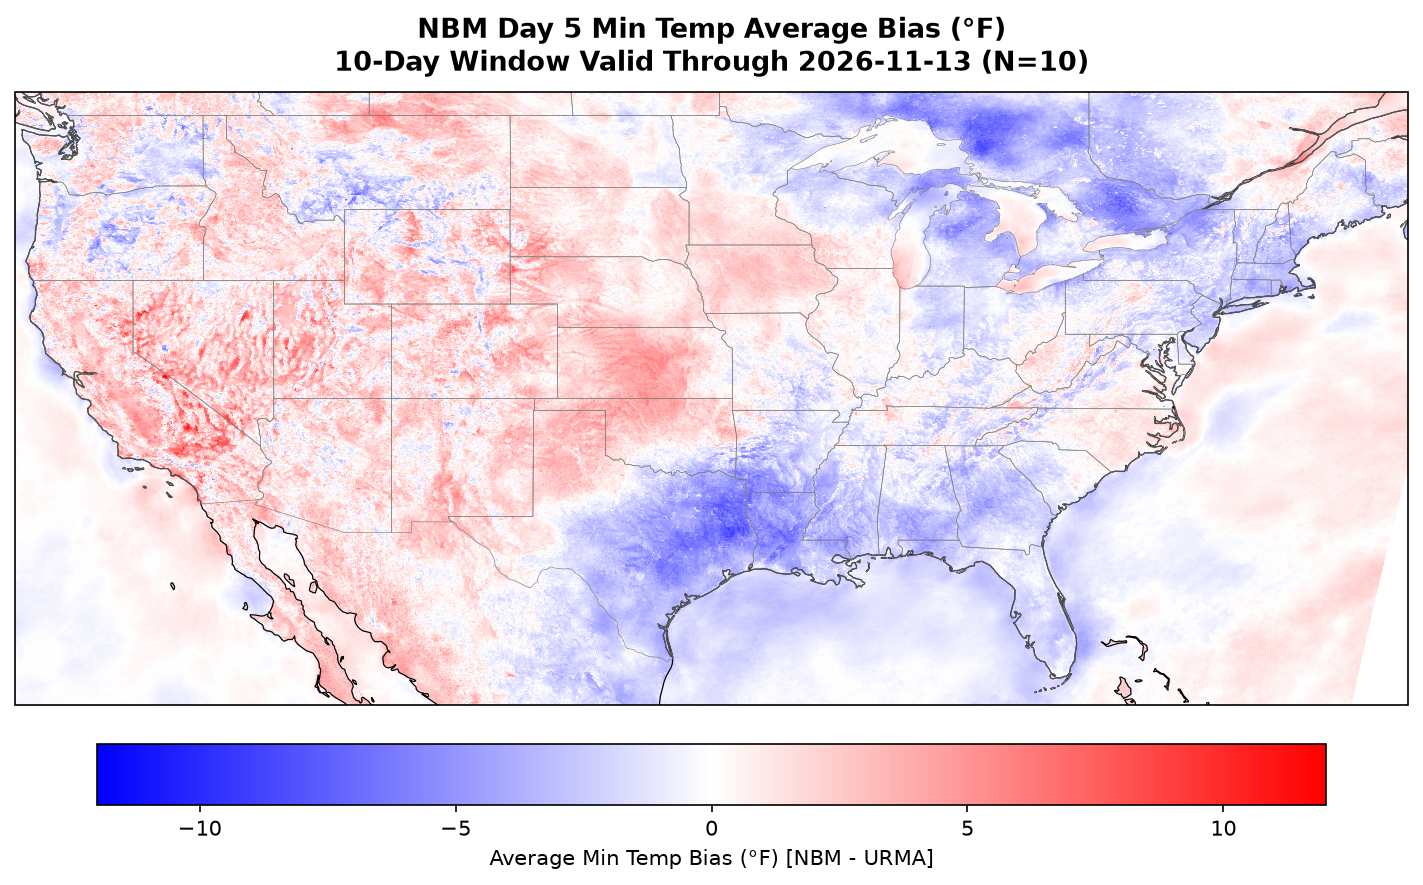 NBM Day 5 Min Temp Average Bias (°F)
10-Day Window Valid Through 2026-11-13 (N=10)
−10 −5 0 5 10
Average Min Temp Bias (°F) [NBM - URMA]